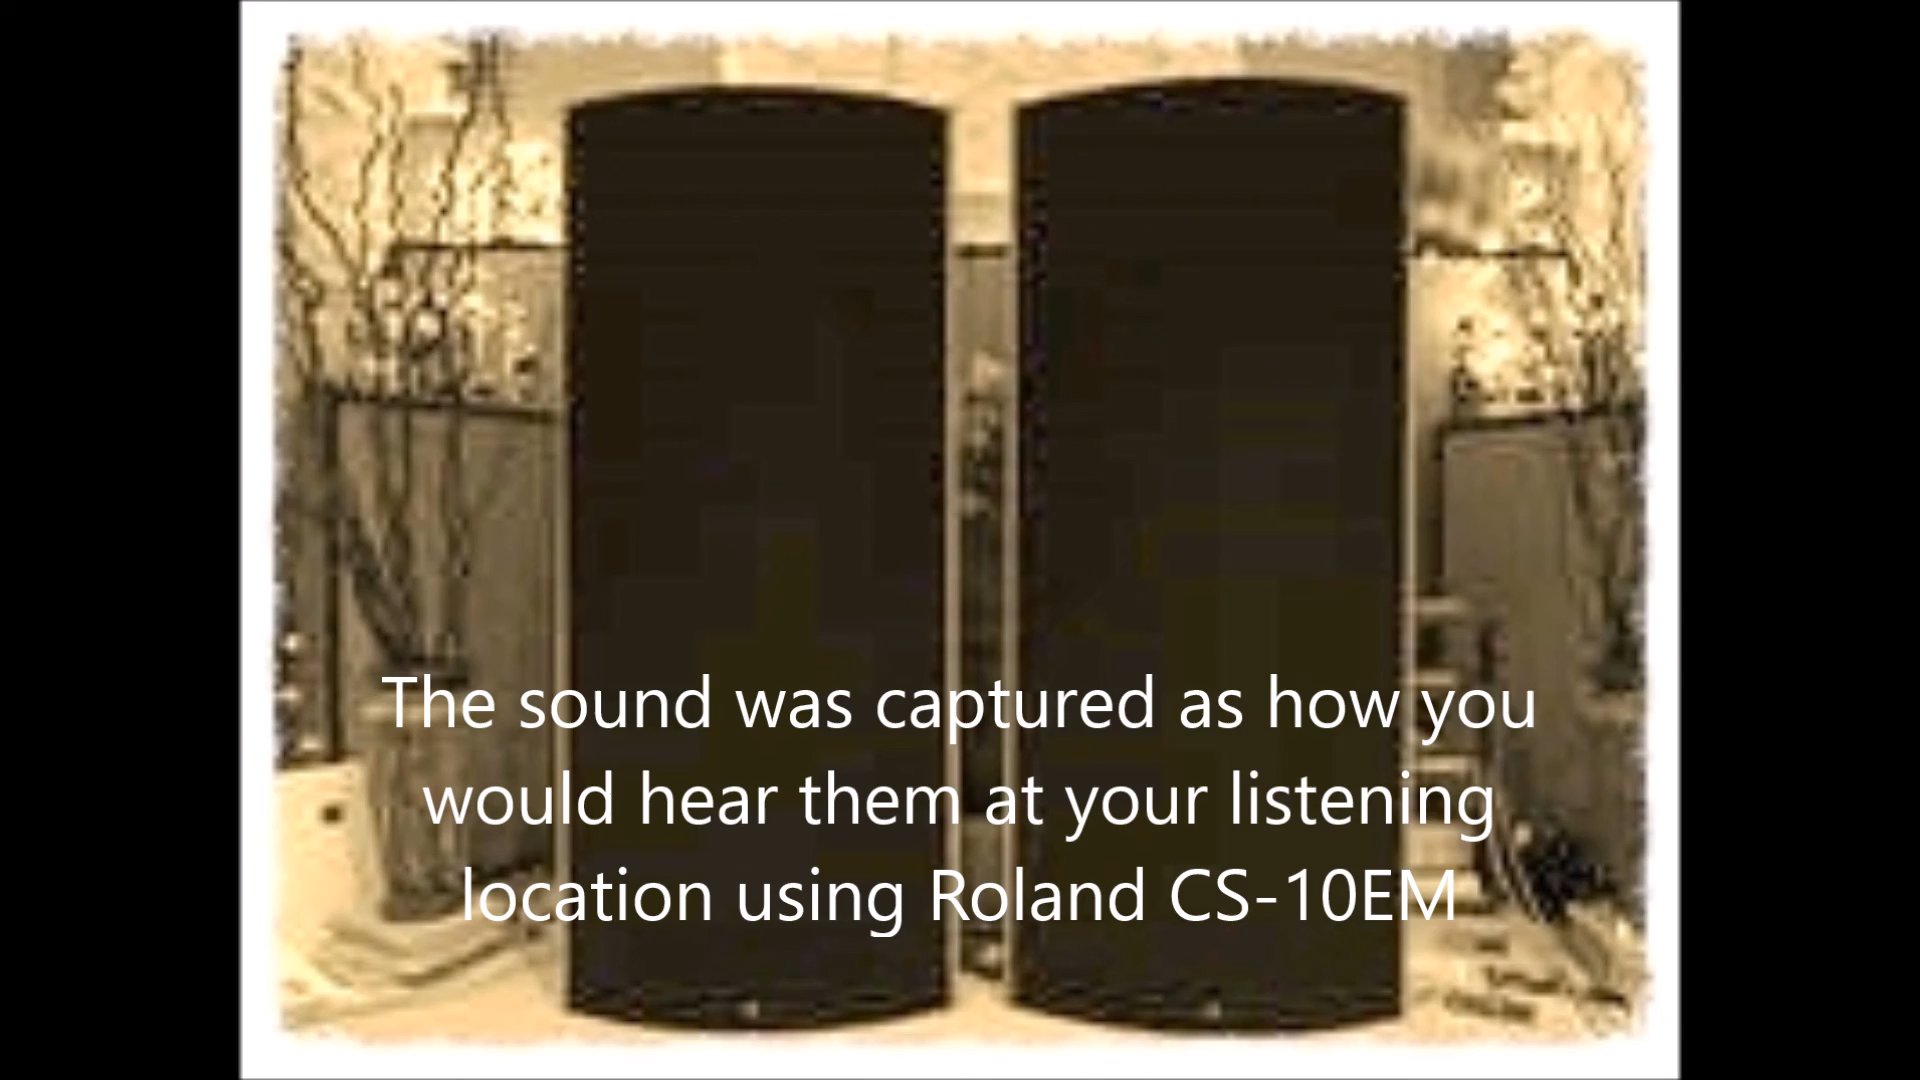 The sound was captured as how you
would hear them at your listening
location using Roland CS-10EM